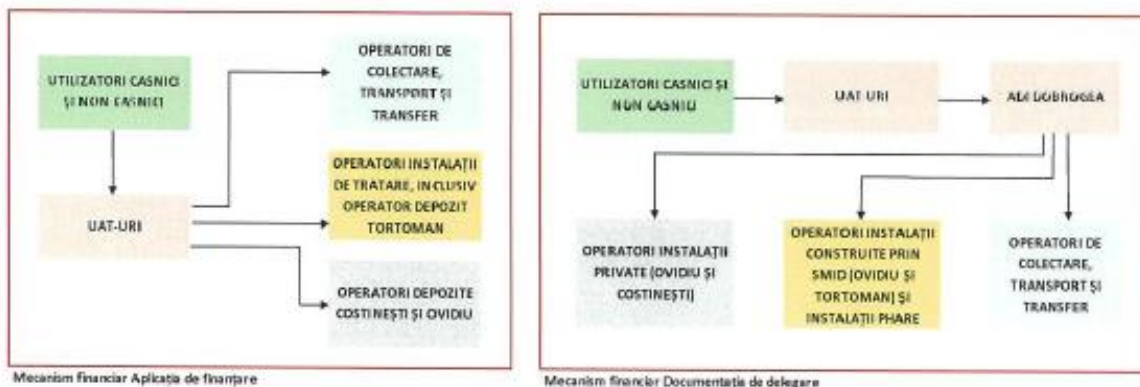 UTILIZATORI CASNICI
ȘI NON CASNICI
UAT-URI
OPERATORI DE
COLECTARE,
TRANSPORT ȘI
TRANSFER
OPERATORI INSTALAȚII
DE TRATARE, INCLUSIV
OPERATOR DEPOZIT
TORTOMAN
OPERATORI DEPOZITE
COSTINEȘTI ȘI OVIDIU
Mecanism financiar Aplicația de finanțare
UTILIZATORI CASNICI ȘI
NON CASNICI
UAT URI
ADI DOBROGEA
OPERATORI INSTALAȚII
PRIVATE (OVIDIU ȘI
COSTINEȘTI)
OPERATORI INSTALAȚII
CONSTRUITE PRIN
SMID (OVIDIU ȘI
TORTOMAN) ȘI
INSTALAȚII PHARE
OPERATORI DE
COLECTARE,
TRANSPORT ȘI
TRANSFER
Mecanism financiar Documentația de delegare